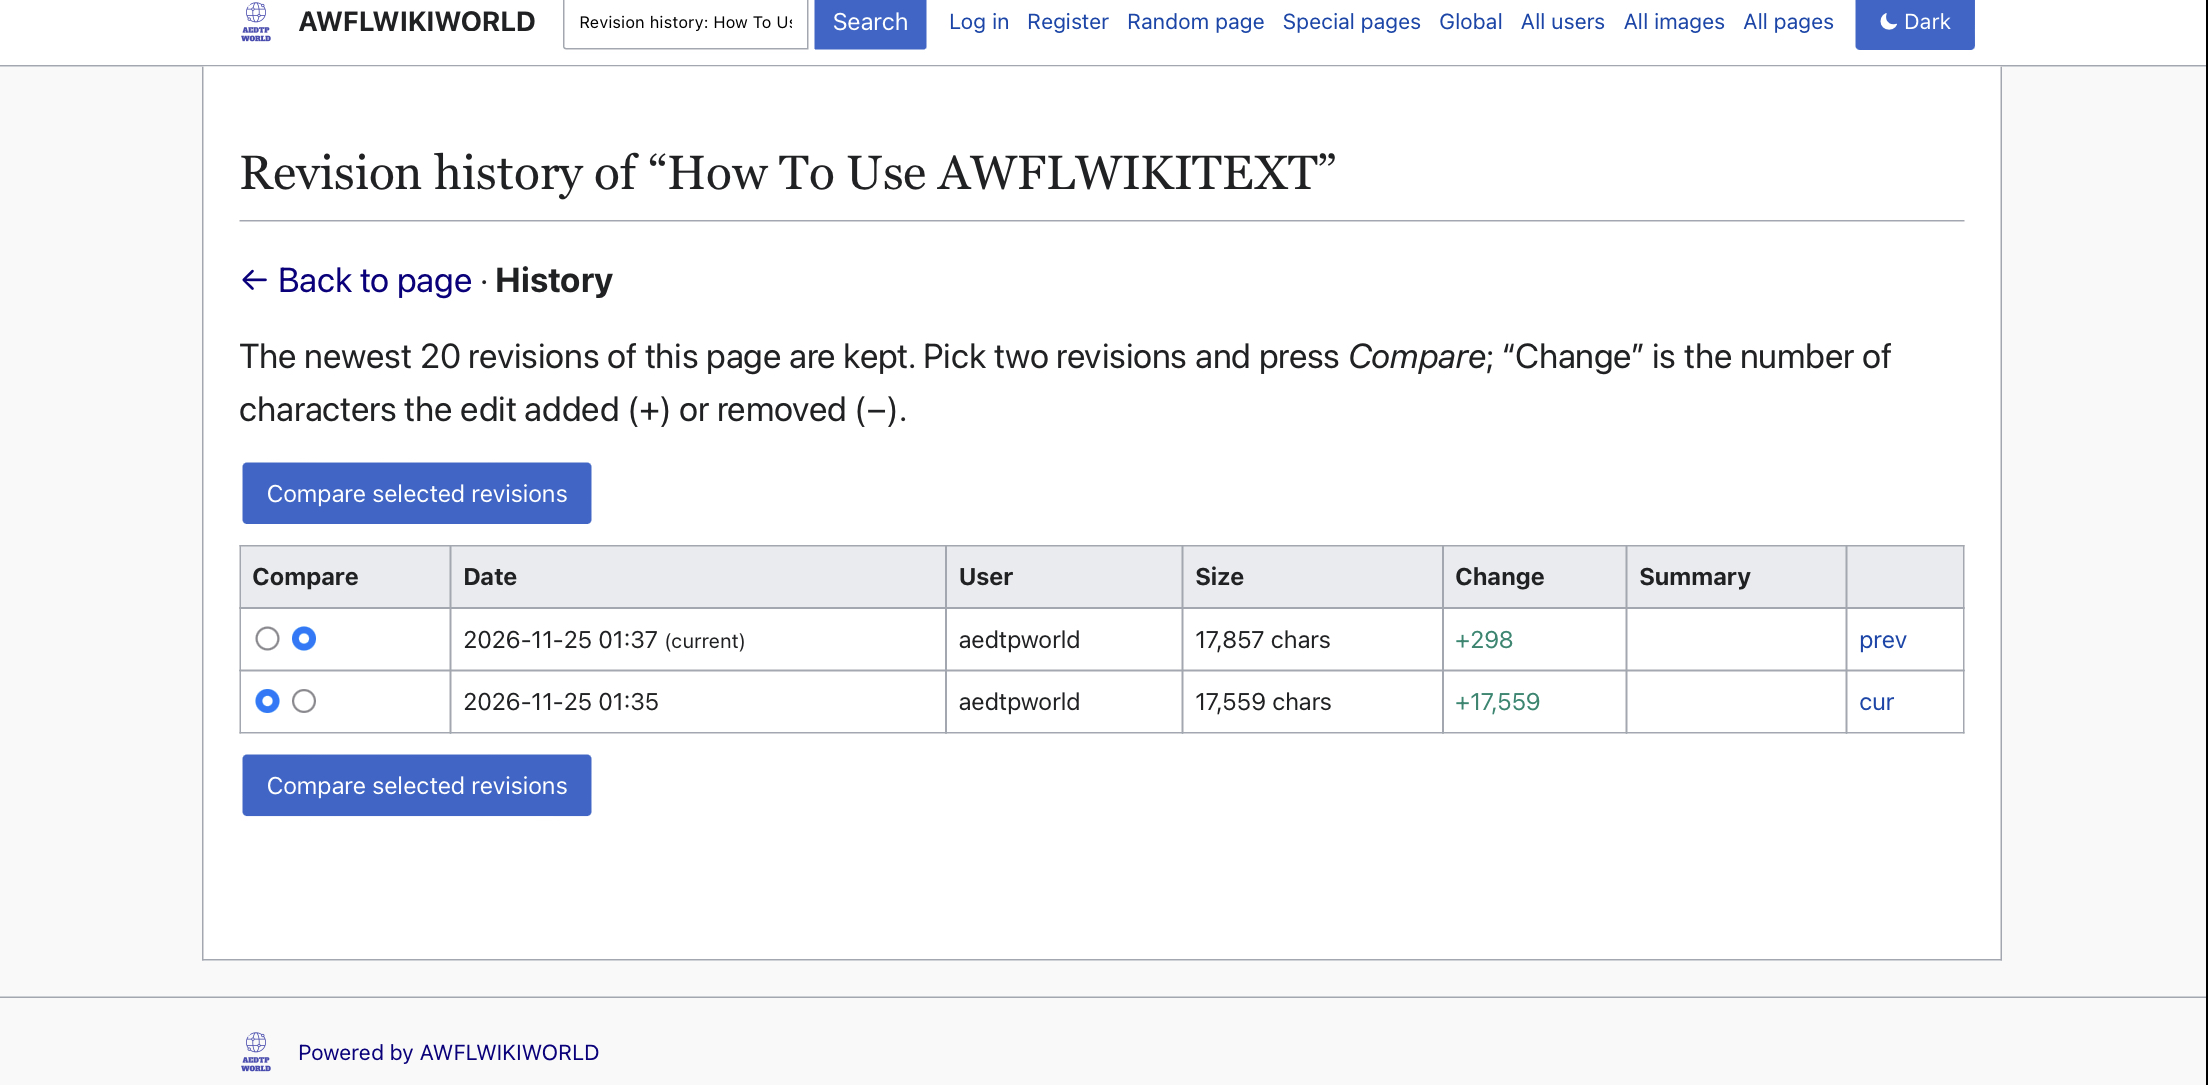 AEDTP
WORLD
AWFLWIKIWORLD
Revision history: How To Us
Search
Log in
Register
Random page
Special pages
Global
All users
All images
All pages
Dark
Revision history of “How To Use AWFLWIKITEXT”
← Back to page · History
The newest 20 revisions of this page are kept. Pick two revisions and press Compare; “Change” is the number of
characters the edit added (+) or removed (−).
Compare selected revisions
Compare Date User Size Change Summary
2026-11-25 01:37 (current) aedtpworld 17,857 chars +298 prev
2026-11-25 01:35 aedtpworld 17,559 chars +17,559 cur
Compare selected revisions
AEDTP
WORLD
Powered by AWFLWIKIWORLD